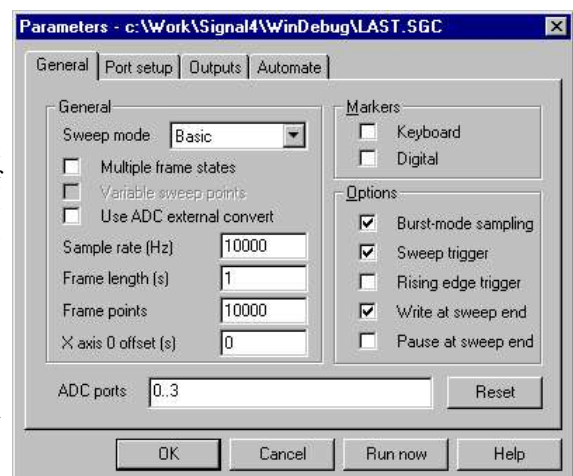 Parameters - c:\Work\Signal4\WinDebug\LAST.SGC
General
Port setup
Outputs
Automate
General
Sweep mode
Basic
Multiple frame states
Variable sweep points
Use ADC external convert
Sample rate (Hz)
10000
Frame length (s)
1
Frame points
10000
X axis 0 offset (s)
0
Markers
Keyboard
Digital
Options
Burst-mode sampling
Sweep trigger
Rising edge trigger
Write at sweep end
Pause at sweep end
ADC ports
0..3
Reset
OK
Cancel
Run now
Help